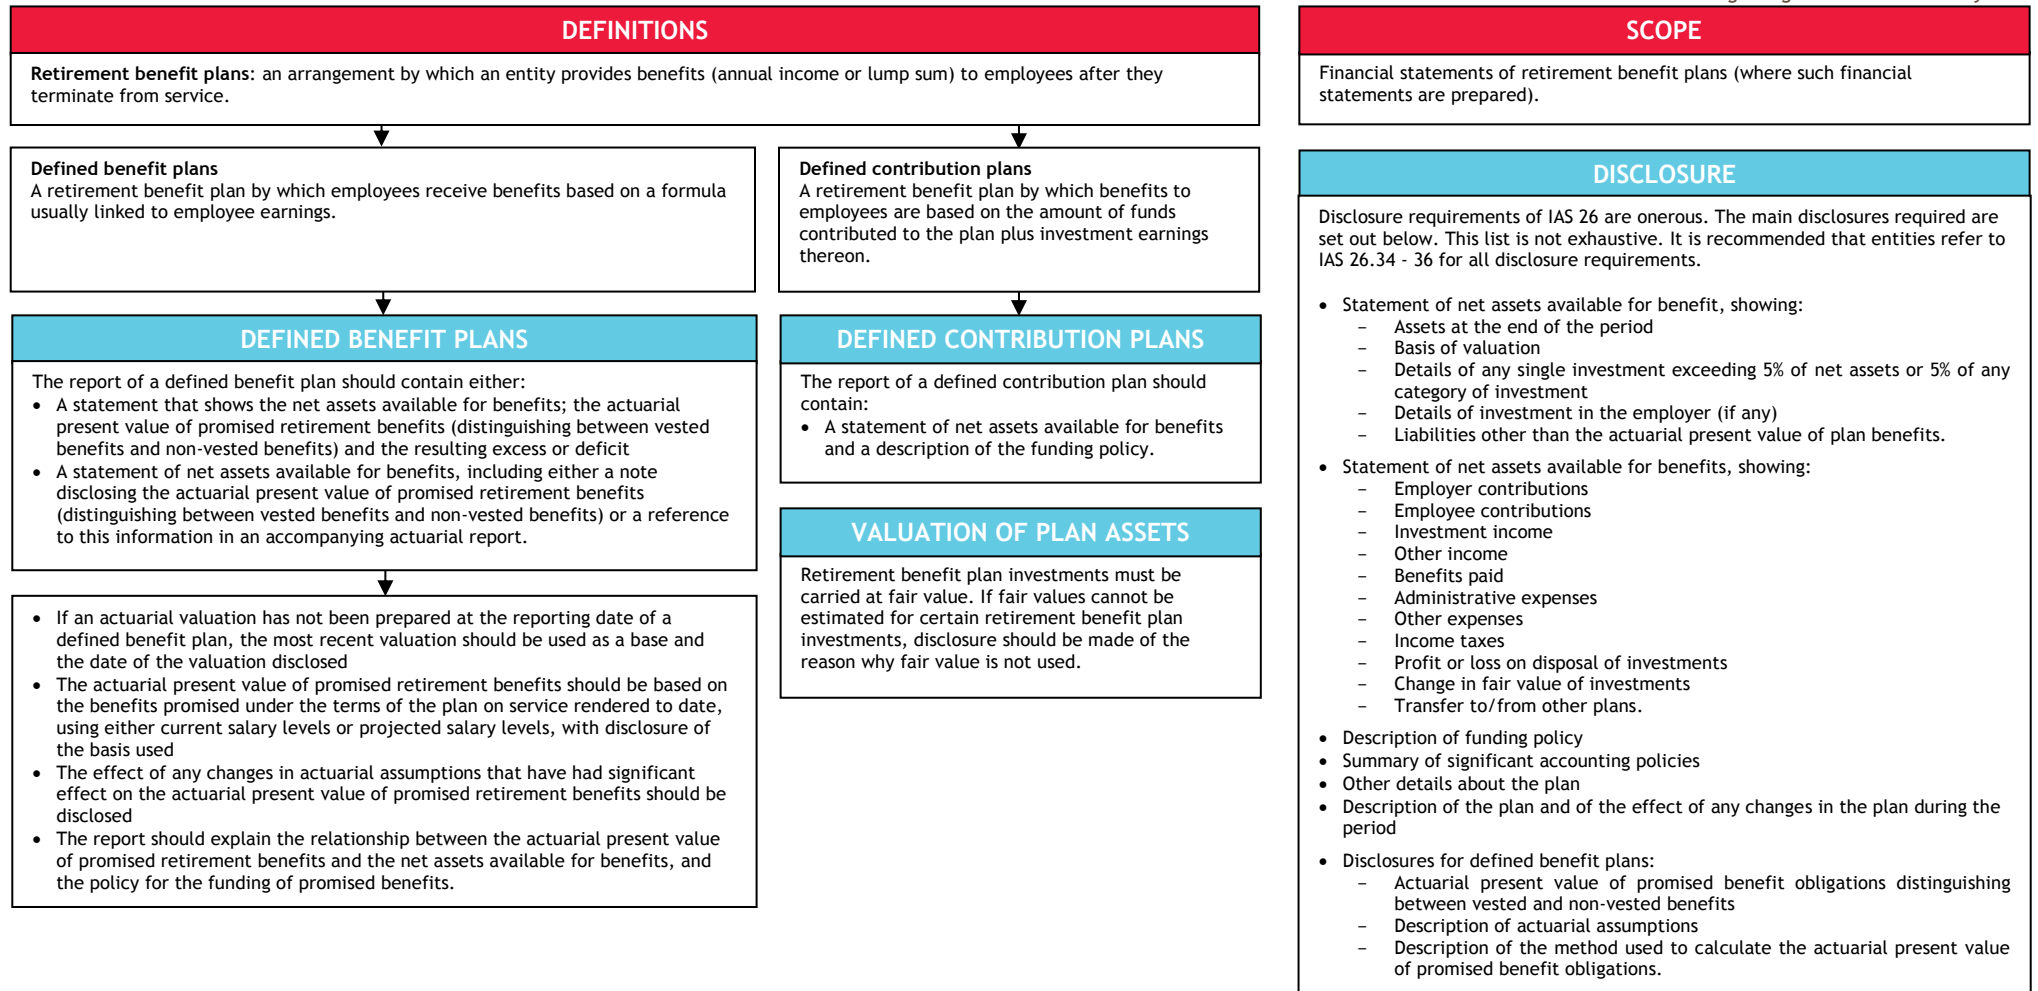 DEFINITIONS
Retirement benefit plans: an arrangement by which an entity provides benefits (annual income or lump sum) to employees after they
terminate from service.
Defined benefit plans
A retirement benefit plan by which employees receive benefits based on a formula
usually linked to employee earnings.
Defined contribution plans
A retirement benefit plan by which benefits to
employees are based on the amount of funds
contributed to the plan plus investment earnings
thereon.
DEFINED BENEFIT PLANS
The report of a defined benefit plan should contain either:
• A statement that shows the net assets available for benefits; the actuarial
present value of promised retirement benefits (distinguishing between vested
benefits and non-vested benefits) and the resulting excess or deficit
• A statement of net assets available for benefits, including either a note
disclosing the actuarial present value of promised retirement benefits
(distinguishing between vested benefits and non-vested benefits) or a reference
to this information in an accompanying actuarial report.
• If an actuarial valuation has not been prepared at the reporting date of a
defined benefit plan, the most recent valuation should be used as a base and
the date of the valuation disclosed
• The actuarial present value of promised retirement benefits should be based on
the benefits promised under the terms of the plan on service rendered to date,
using either current salary levels or projected salary levels, with disclosure of
the basis used
• The effect of any changes in actuarial assumptions that have had significant
effect on the actuarial present value of promised retirement benefits should be
disclosed
• The report should explain the relationship between the actuarial present value
of promised retirement benefits and the net assets available for benefits, and
the policy for the funding of promised benefits.
DEFINED CONTRIBUTION PLANS
The report of a defined contribution plan should
contain:
• A statement of net assets available for benefits
and a description of the funding policy.
VALUATION OF PLAN ASSETS
Retirement benefit plan investments must be
carried at fair value. If fair values cannot be
estimated for certain retirement benefit plan
investments, disclosure should be made of the
reason why fair value is not used.
SCOPE
Financial statements of retirement benefit plans (where such financial
statements are prepared).
DISCLOSURE
Disclosure requirements of IAS 26 are onerous. The main disclosures required are
set out below. This list is not exhaustive. It is recommended that entities refer to
IAS 26.34 - 36 for all disclosure requirements.
• Statement of net assets available for benefit, showing:
– Assets at the end of the period
– Basis of valuation
– Details of any single investment exceeding 5% of net assets or 5% of any
category of investment
– Details of investment in the employer (if any)
– Liabilities other than the actuarial present value of plan benefits.
• Statement of net assets available for benefits, showing:
– Employer contributions
– Employee contributions
– Investment income
– Other income
– Benefits paid
– Administrative expenses
– Other expenses
– Income taxes
– Profit or loss on disposal of investments
– Change in fair value of investments
– Transfer to/from other plans.
• Description of funding policy
• Summary of significant accounting policies
• Other details about the plan
• Description of the plan and of the effect of any changes in the plan during the
period
• Disclosures for defined benefit plans:
– Actuarial present value of promised benefit obligations distinguishing
between vested and non-vested benefits
– Description of actuarial assumptions
– Description of the method used to calculate the actuarial present value
of promised benefit obligations.